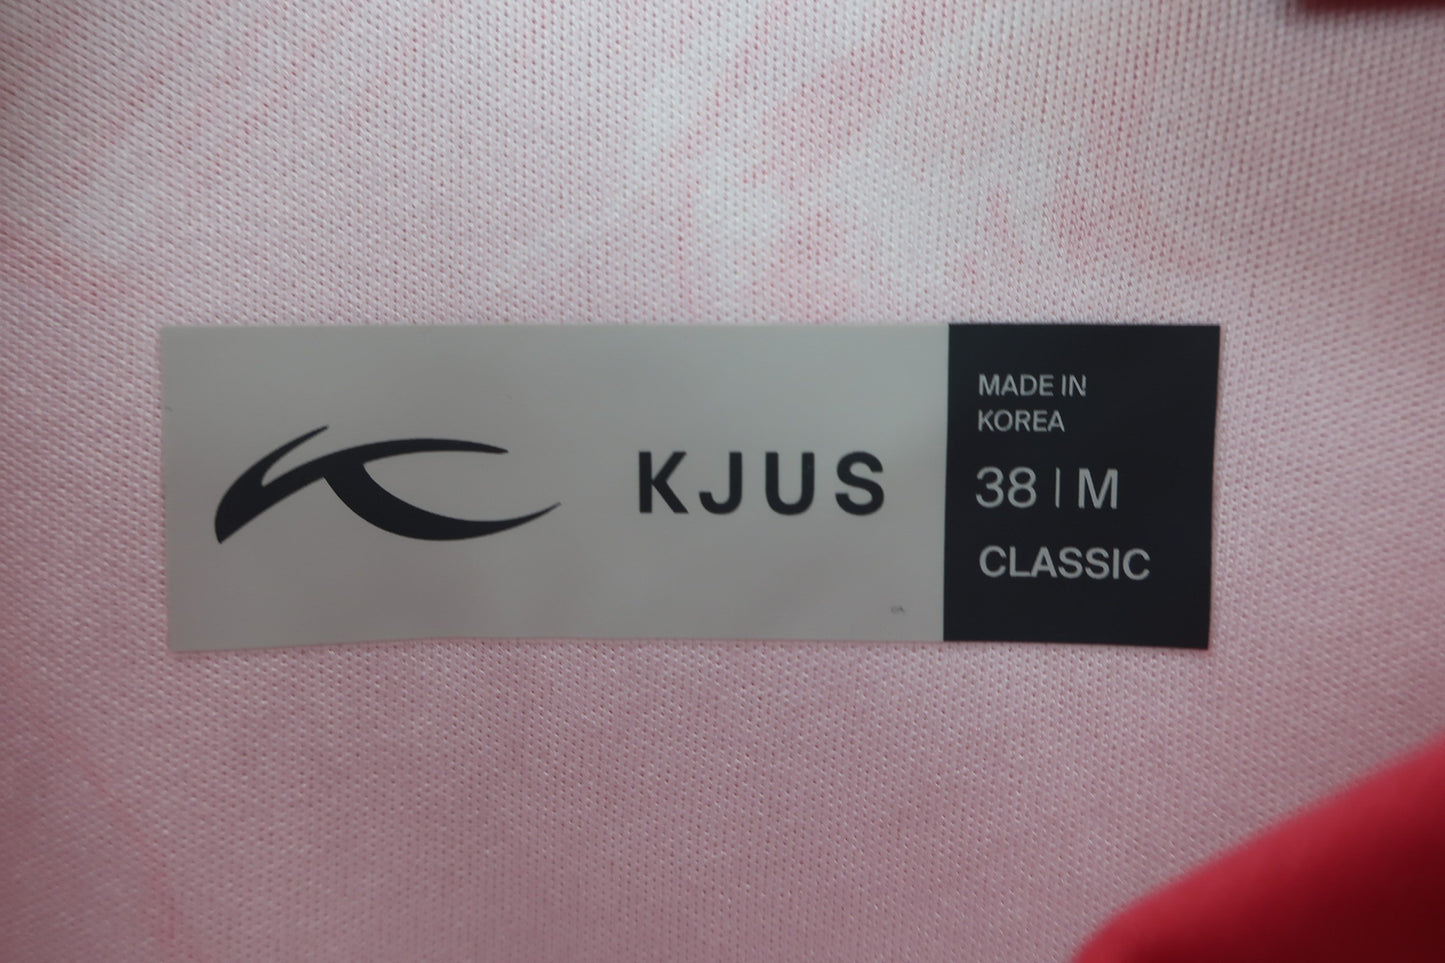 KJUS
MADE IN
KOREA
38 | M
CLASSIC